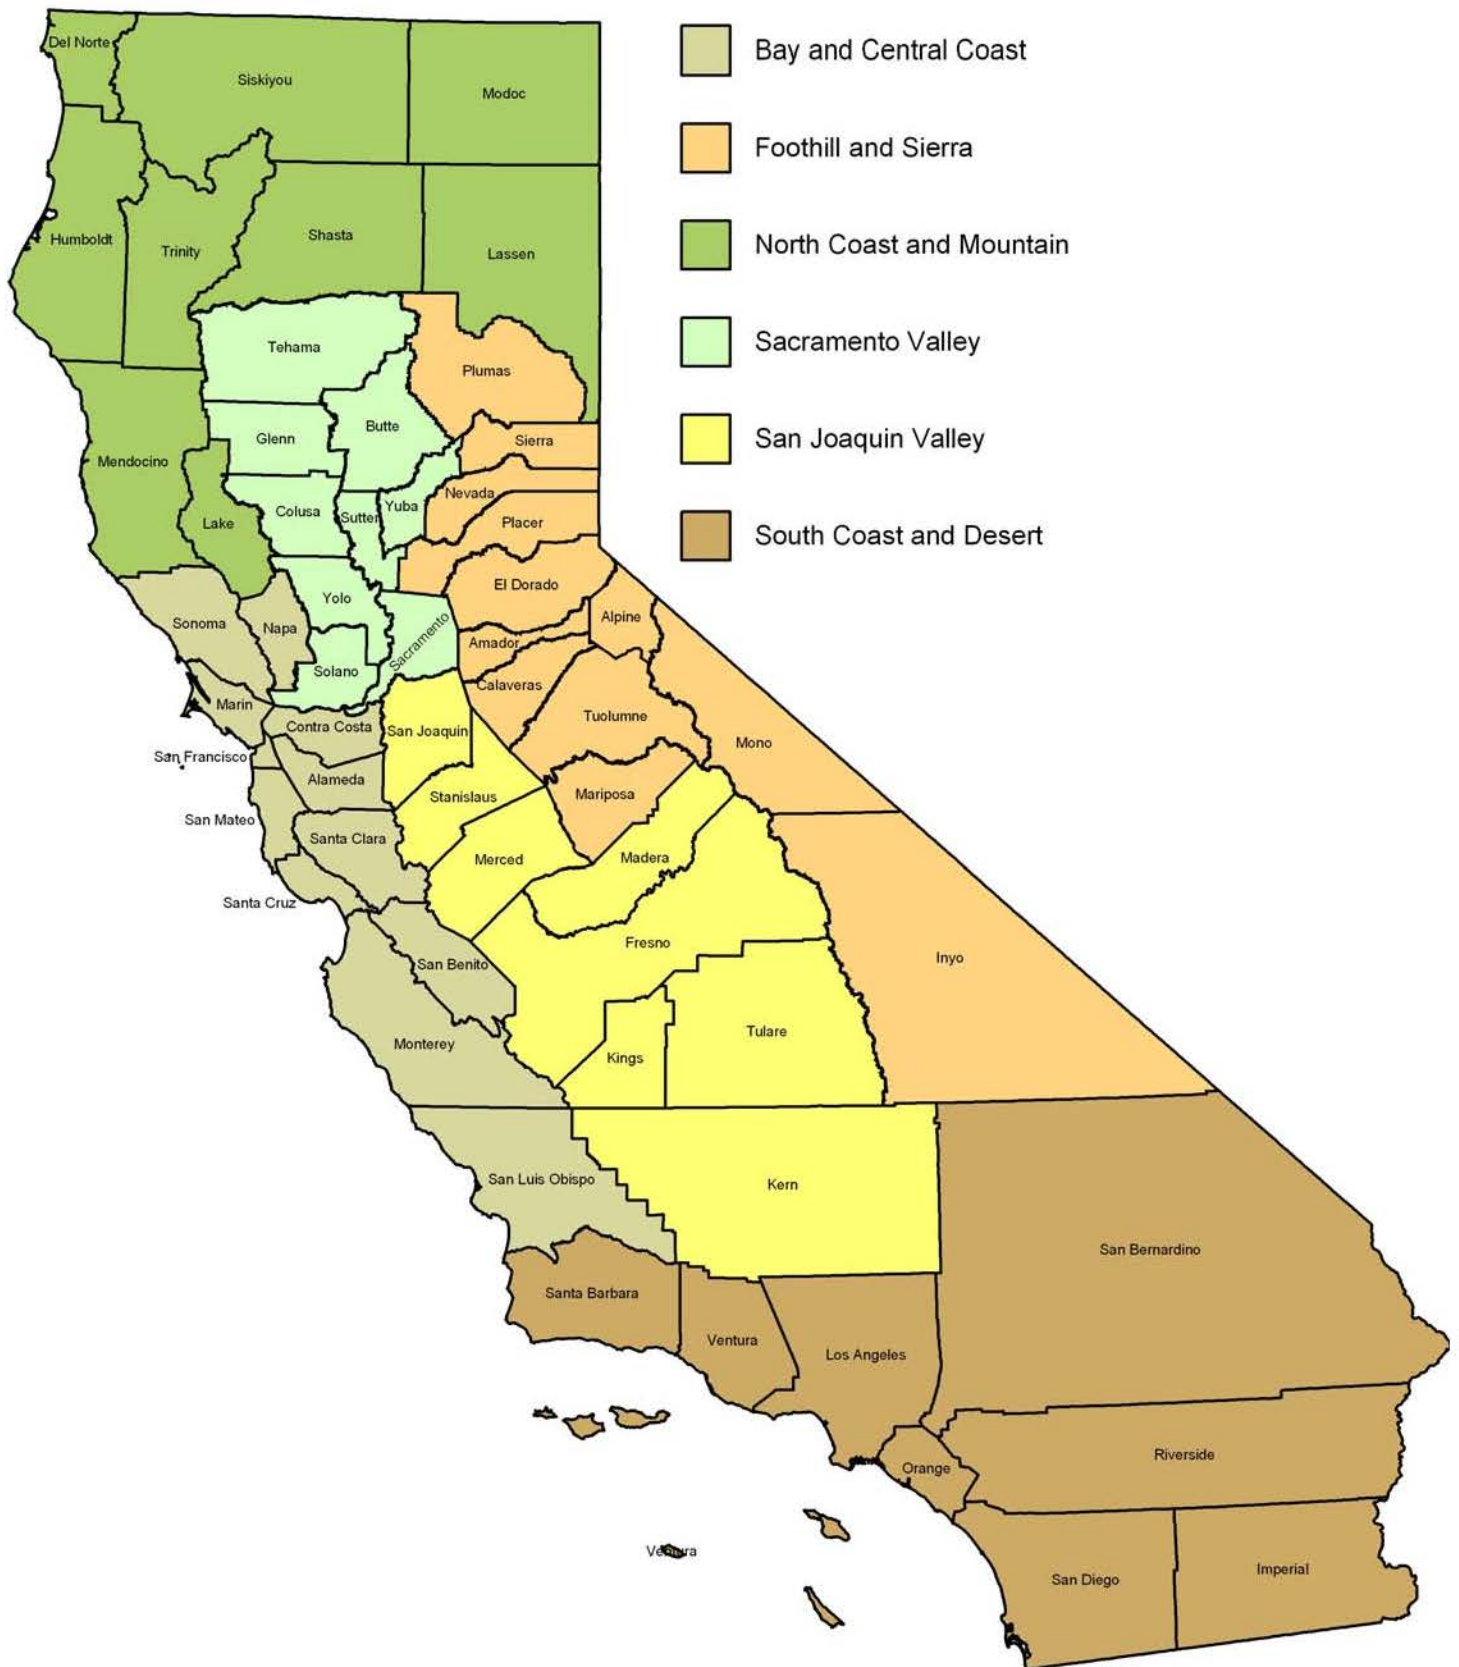 Del Norte
Siskiyou
Modoc
Bay and Central Coast
Foothill and Sierra
North Coast and Mountain
Sacramento Valley
San Joaquin Valley
South Coast and Desert
Humboldt
Trinity
Shasta
Lassen
Tehama
Plumas
Butte
Glenn
Sierra
Mendocino
Nevada
Yuba
Colusa
Sutter
Lake
Placer
El Dorado
Yolo
Alpine
Sonoma
Napa
Sacramento
Amador
Solano
Calaveras
Marin
Tuolumne
Contra Costa
San Joaquin
Mono
San Francisco
Alameda
Stanislaus
Mariposa
San Mateo
Santa Clara
Merced
Madera
Santa Cruz
Fresno
Inyo
San Benito
Tulare
Monterey
Kings
San Luis Obispo
Kern
San Bernardino
Santa Barbara
Ventura
Los Angeles
Riverside
Orange
Ventura
Imperial
San Diego